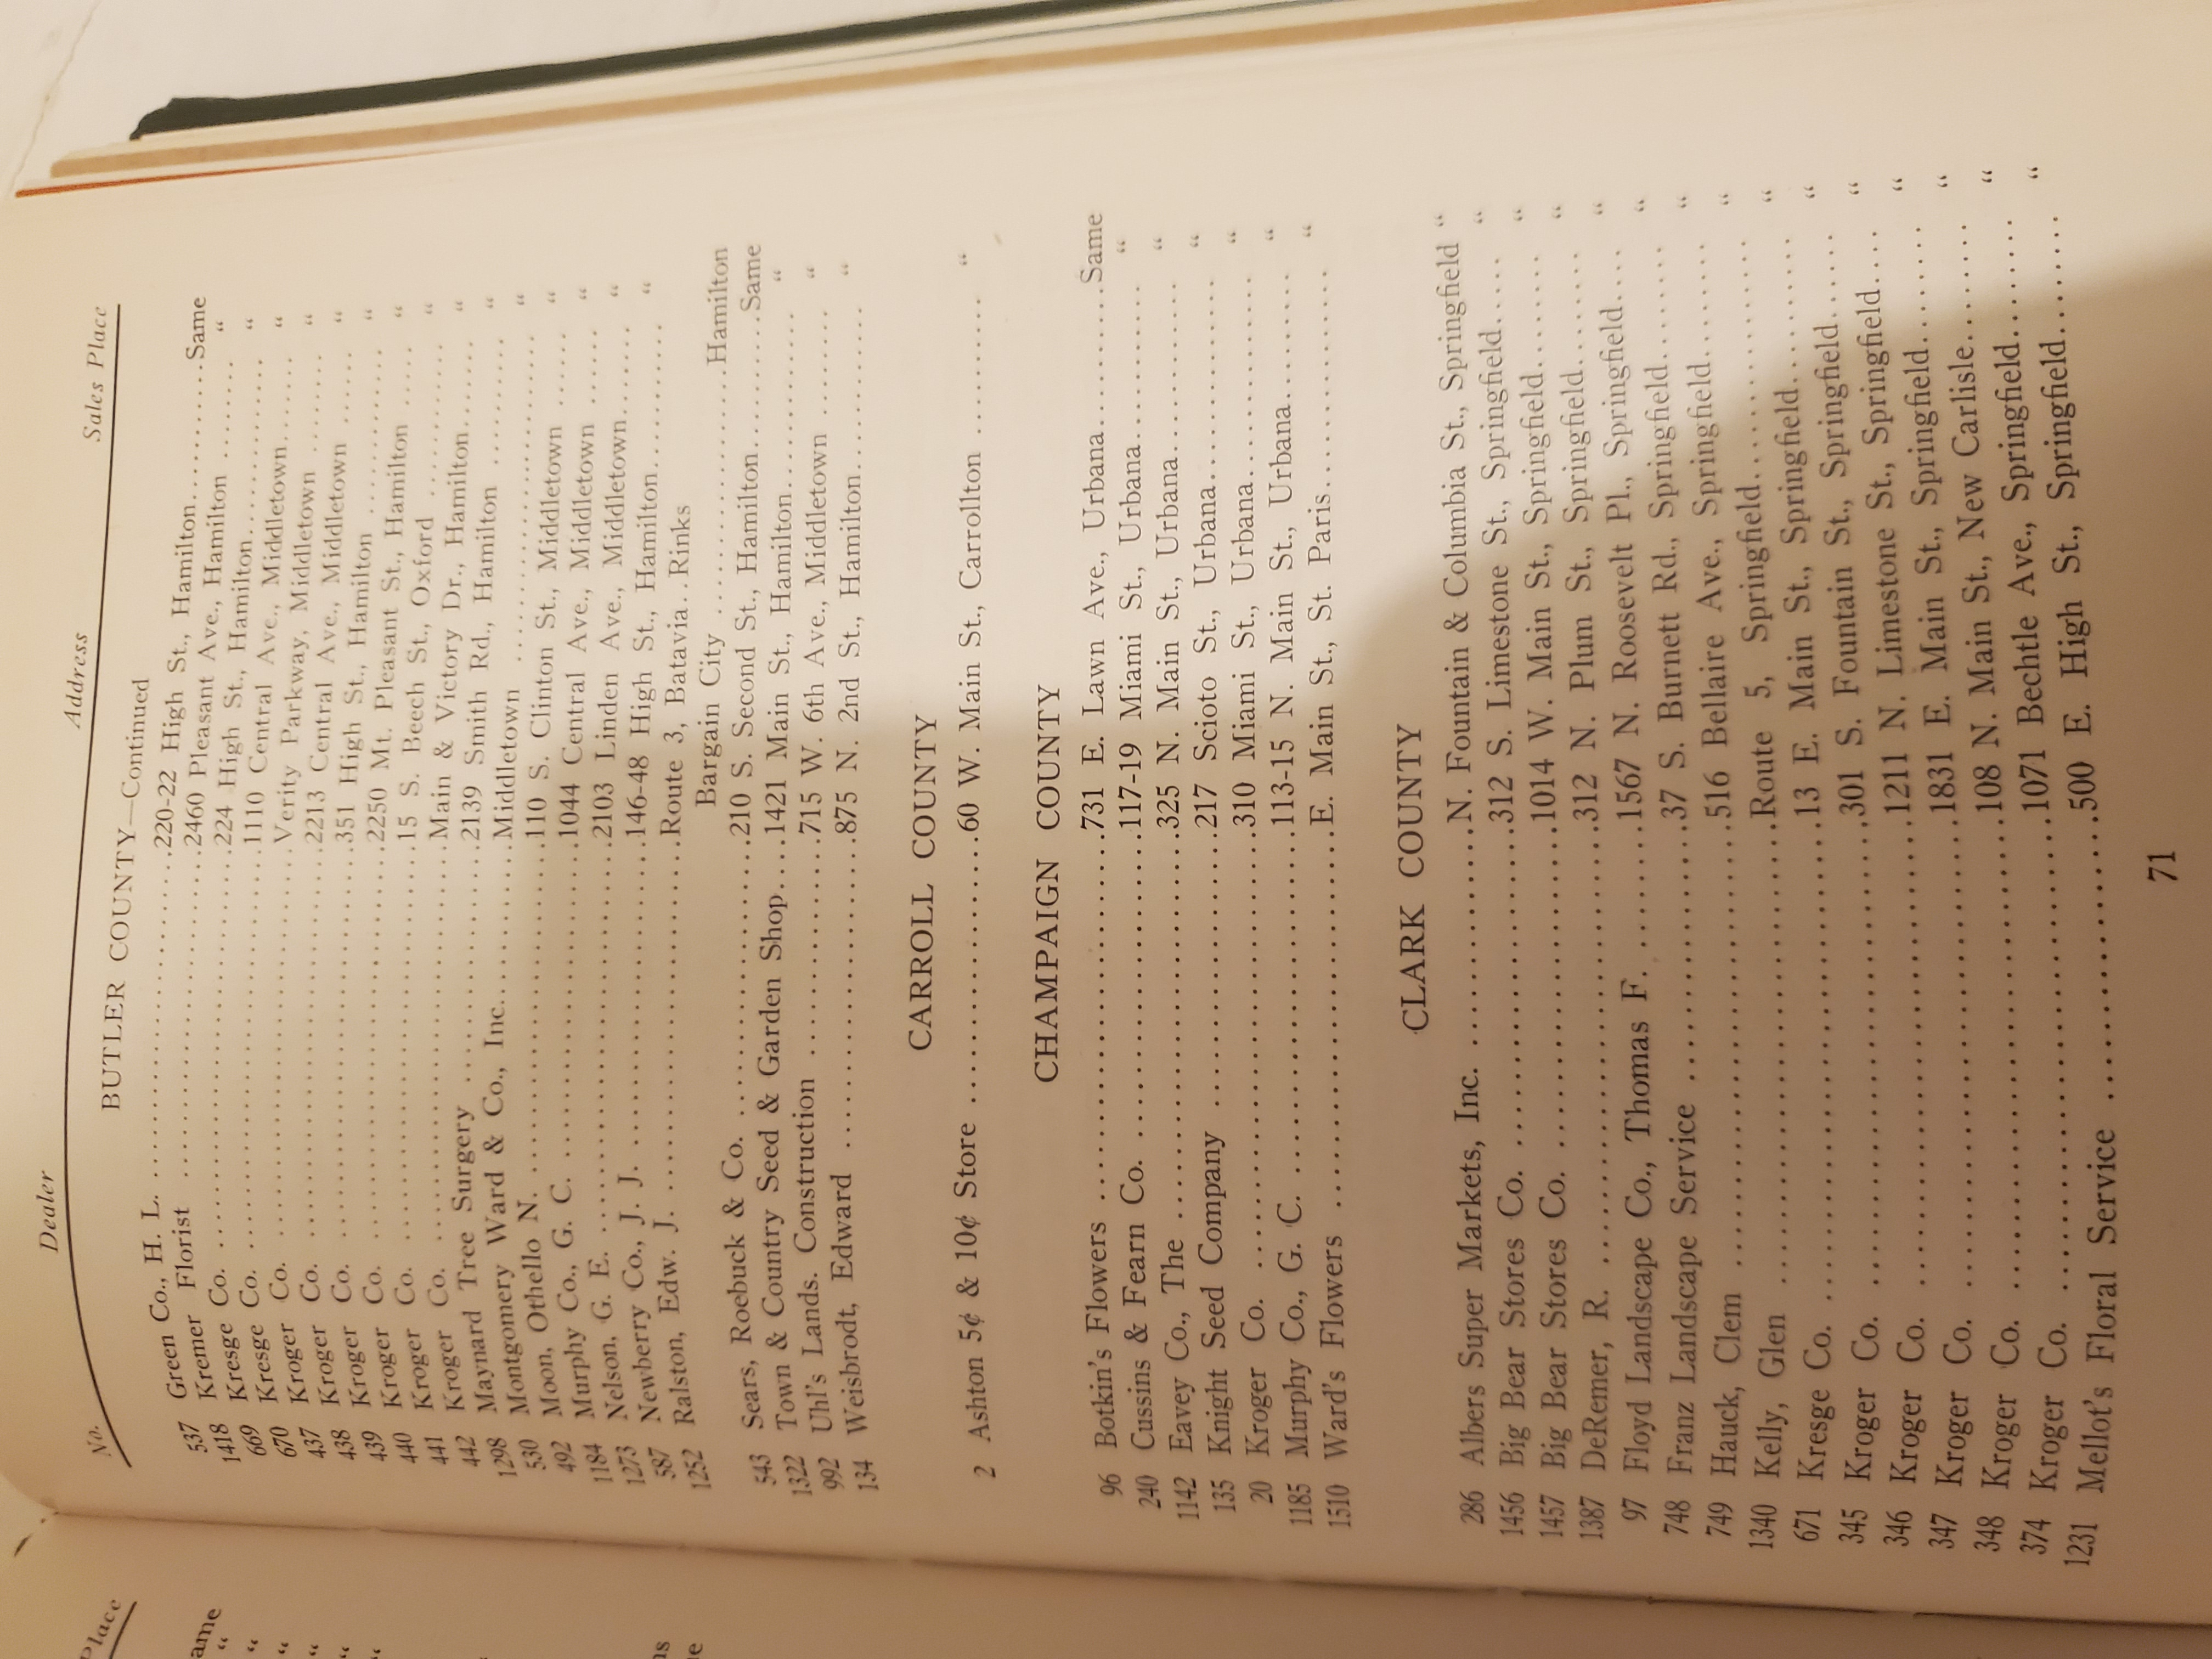 Place
ame
“
“
“
“
“
e
No. Dealer Address Sales Place
BUTLER COUNTY—Continued
537 Green Co., H. L. ..........220-22 High St., Hamilton..........Same
1418 Kremer Florist ..........2460 Pleasant Ave., Hamilton .......... “
669 Kresge Co. ..........224 High St., Hamilton.......... “
670 Kresge Co. ..........1110 Central Ave., Middletown.......... “
437 Kroger Co. ..........Verity Parkway, Middletown .......... “
438 Kroger Co. ..........2213 Central Ave., Middletown .......... “
439 Kroger Co. ..........351 High St., Hamilton .......... “
440 Kroger Co. ..........2250 Mt. Pleasant St., Hamilton .......... “
441 Kroger Co. ..........15 S. Beech St., Oxford .......... “
442 Kroger Co. ..........Main & Victory Dr., Hamilton.......... “
1298 Maynard Tree Surgery ..........2139 Smith Rd., Hamilton .......... “
530 Montgomery Ward & Co., Inc...........Middletown .......... “
492 Moon, Othello N. ..........110 S. Clinton St., Middletown .......... “
1184 Murphy Co., G. C. ..........1044 Central Ave., Middletown .......... “
1273 Nelson, G. E. ..........2103 Linden Ave., Middletown.......... “
587 Newberry Co., J. J. ..........146-48 High St., Hamilton.......... “
1252 Ralston, Edw. J. ..........Route 3, Batavia..Rinks
Bargain City ..........Hamilton
543 Sears, Roebuck & Co. ..........210 S. Second St., Hamilton..........Same
1322 Town & Country Seed & Garden Shop....1421 Main St., Hamilton.......... “
992 Uhl's Lands. Construction ..........715 W. 6th Ave., Middletown .......... “
134 Weisbrodt, Edward ..........875 N. 2nd St., Hamilton.......... “
CARROLL COUNTY
2 Ashton 5¢ & 10¢ Store ..........60 W. Main St., Carrollton .......... “
CHAMPAIGN COUNTY
96 Botkin's Flowers ..........731 E. Lawn Ave., Urbana..........Same
240 Cussins & Fearn Co. ..........117-19 Miami St., Urbana.......... “
1142 Eavey Co., The ..........325 N. Main St., Urbana.......... “
135 Knight Seed Company ..........217 Scioto St., Urbana.......... “
20 Kroger Co. ..........310 Miami St., Urbana.......... “
1185 Murphy Co., G. C. ..........113-15 N. Main St., Urbana.......... “
1510 Ward's Flowers ..........E. Main St., St. Paris.......... “
CLARK COUNTY
286 Albers Super Markets, Inc. ..........N. Fountain & Columbia St., Springfield “
1456 Big Bear Stores Co. ..........312 S. Limestone St., Springfield..... “
1457 Big Bear Stores Co. ..........1014 W. Main St., Springfield.......... “
1387 DeRemer, R. ..........312 N. Plum St., Springfield.......... “
97 Floyd Landscape Co., Thomas F. .......1567 N. Roosevelt Pl., Springfield.... “
748 Franz Landscape Service ..........37 S. Burnett Rd., Springfield....... “
749 Hauck, Clem ..........516 Bellaire Ave., Springfield....... “
1340 Kelly, Glen ..........Route 5, Springfield.......... “
671 Kresge Co. ..........13 E. Main St., Springfield.......... “
345 Kroger Co. ..........301 S. Fountain St., Springfield..... “
346 Kroger Co. ..........1211 N. Limestone St., Springfield.... “
347 Kroger Co. ..........1831 E. Main St., Springfield....... “
348 Kroger Co. ..........108 N. Main St., New Carlisle...... “
374 Kroger Co. ..........1071 Bechtle Ave., Springfield...... “
1231 Mellot's Floral Service ..........500 E. High St., Springfield....... “
71